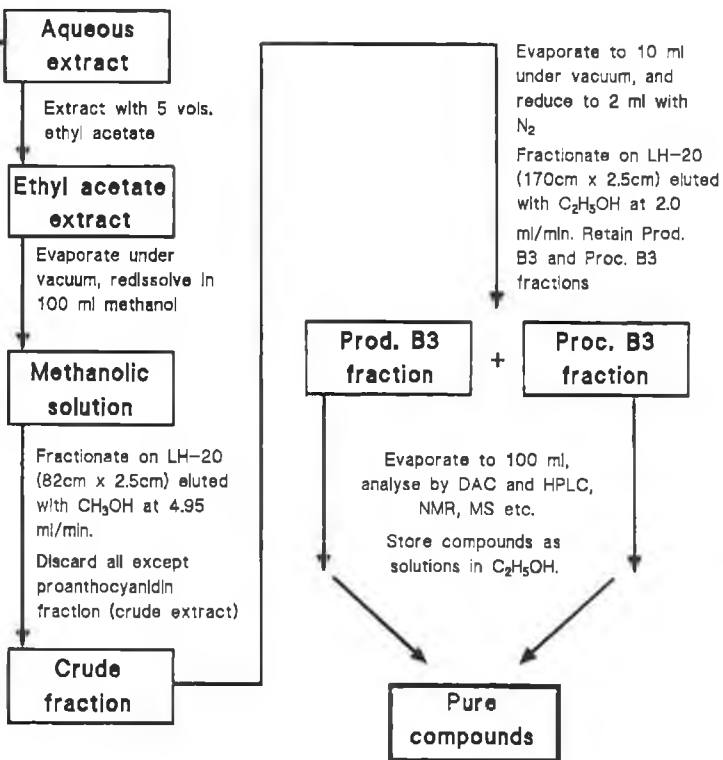 Aqueous
extract
Extract with 5 vols.
ethyl acetate
Ethyl acetate
extract
Evaporate under
vacuum, redissolve in
100 ml methanol
Methanolic
solution
Fractionate on LH-20
(82cm x 2.5cm) eluted
with CH₃OH at 4.95
ml/min.
Discard all except
proanthocyanidin
fraction (crude extract)
Crude
fraction
Evaporate to 10 ml
under vacuum, and
reduce to 2 ml with
N₂
Fractionate on LH-20
(170cm x 2.5cm) eluted
with C₂H₅OH at 2.0
ml/min. Retain Prod.
B3 and Proc. B3
fractions
Prod. B3
fraction
+
Proc. B3
fraction
Evaporate to 100 ml,
analyse by DAC and HPLC,
NMR, MS etc.
Store compounds as
solutions in C₂H₅OH.
Pure
compounds